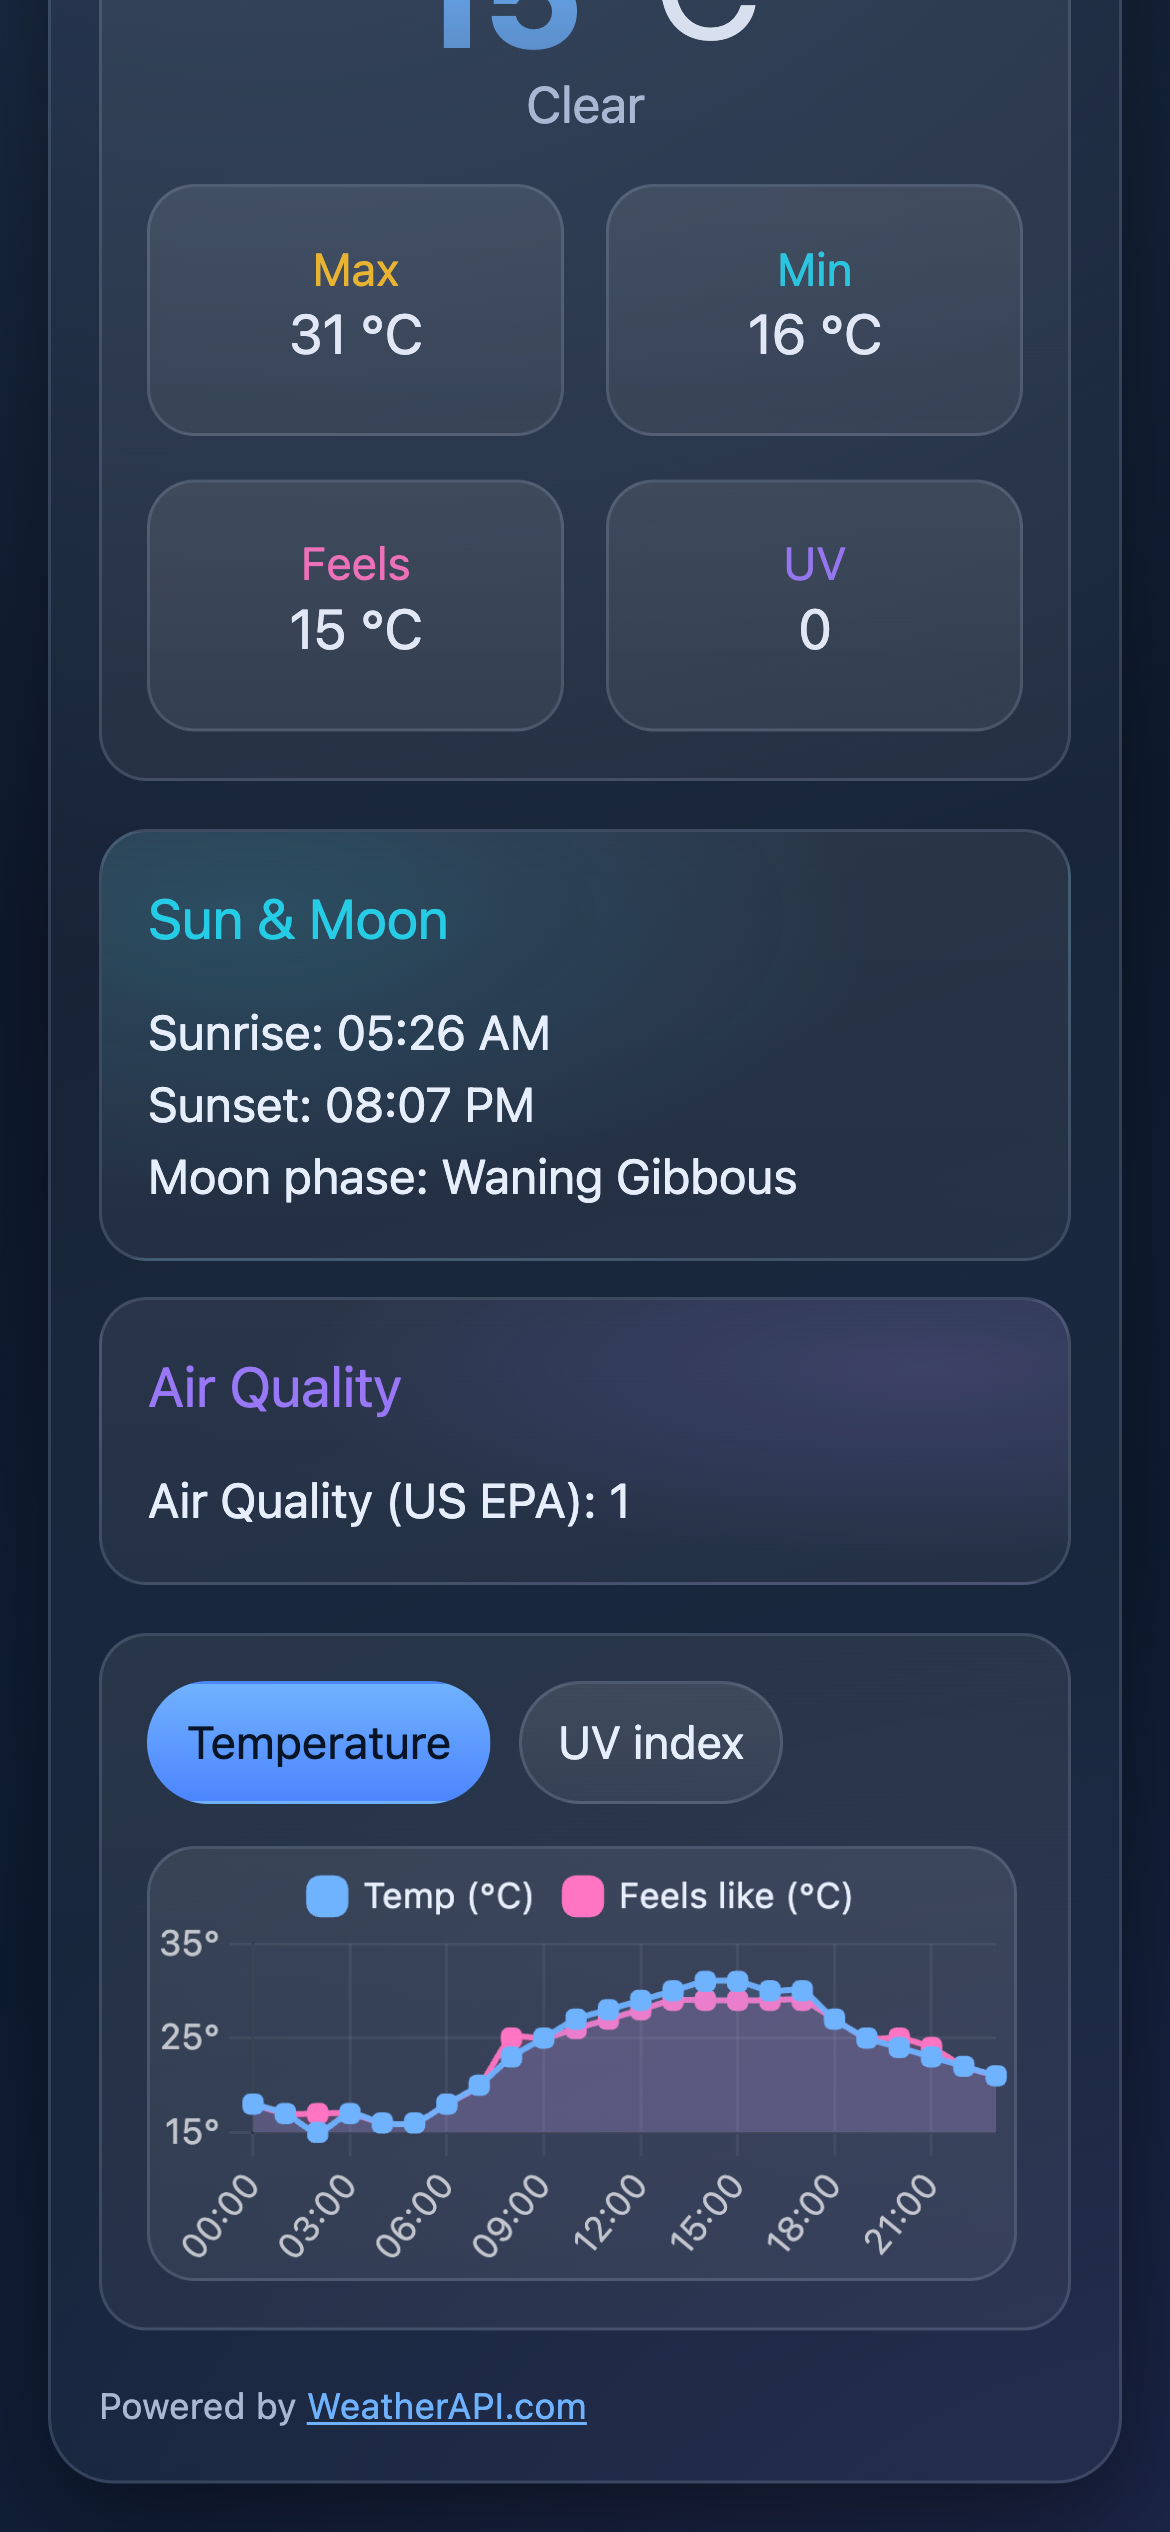 15 °C
Clear
Max
31 °C
Min
16 °C
Feels
15 °C
UV
0
Sun & Moon
Sunrise: 05:26 AM
Sunset: 08:07 PM
Moon phase: Waning Gibbous
Air Quality
Air Quality (US EPA): 1
Temperature
UV index
Temp (°C)
Feels like (°C)
35°
25°
15°
00:00
03:00
06:00
09:00
12:00
15:00
18:00
21:00
Powered by WeatherAPI.com